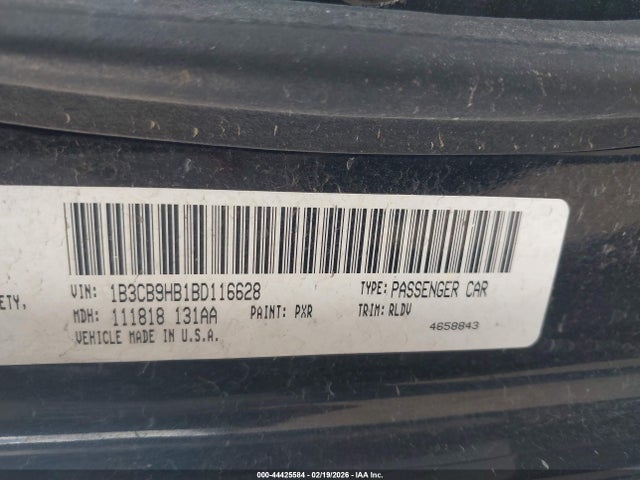 VIN: 1B3CB9HB1BD116628 TYPE: PASSENGER CAR
ETY,
MDH: 111818 131AA PAINT: PXR TRIM: RLDV
VEHICLE MADE IN U.S.A. 4658843
000-44425584 - 02/19/2026 - IAA Inc.